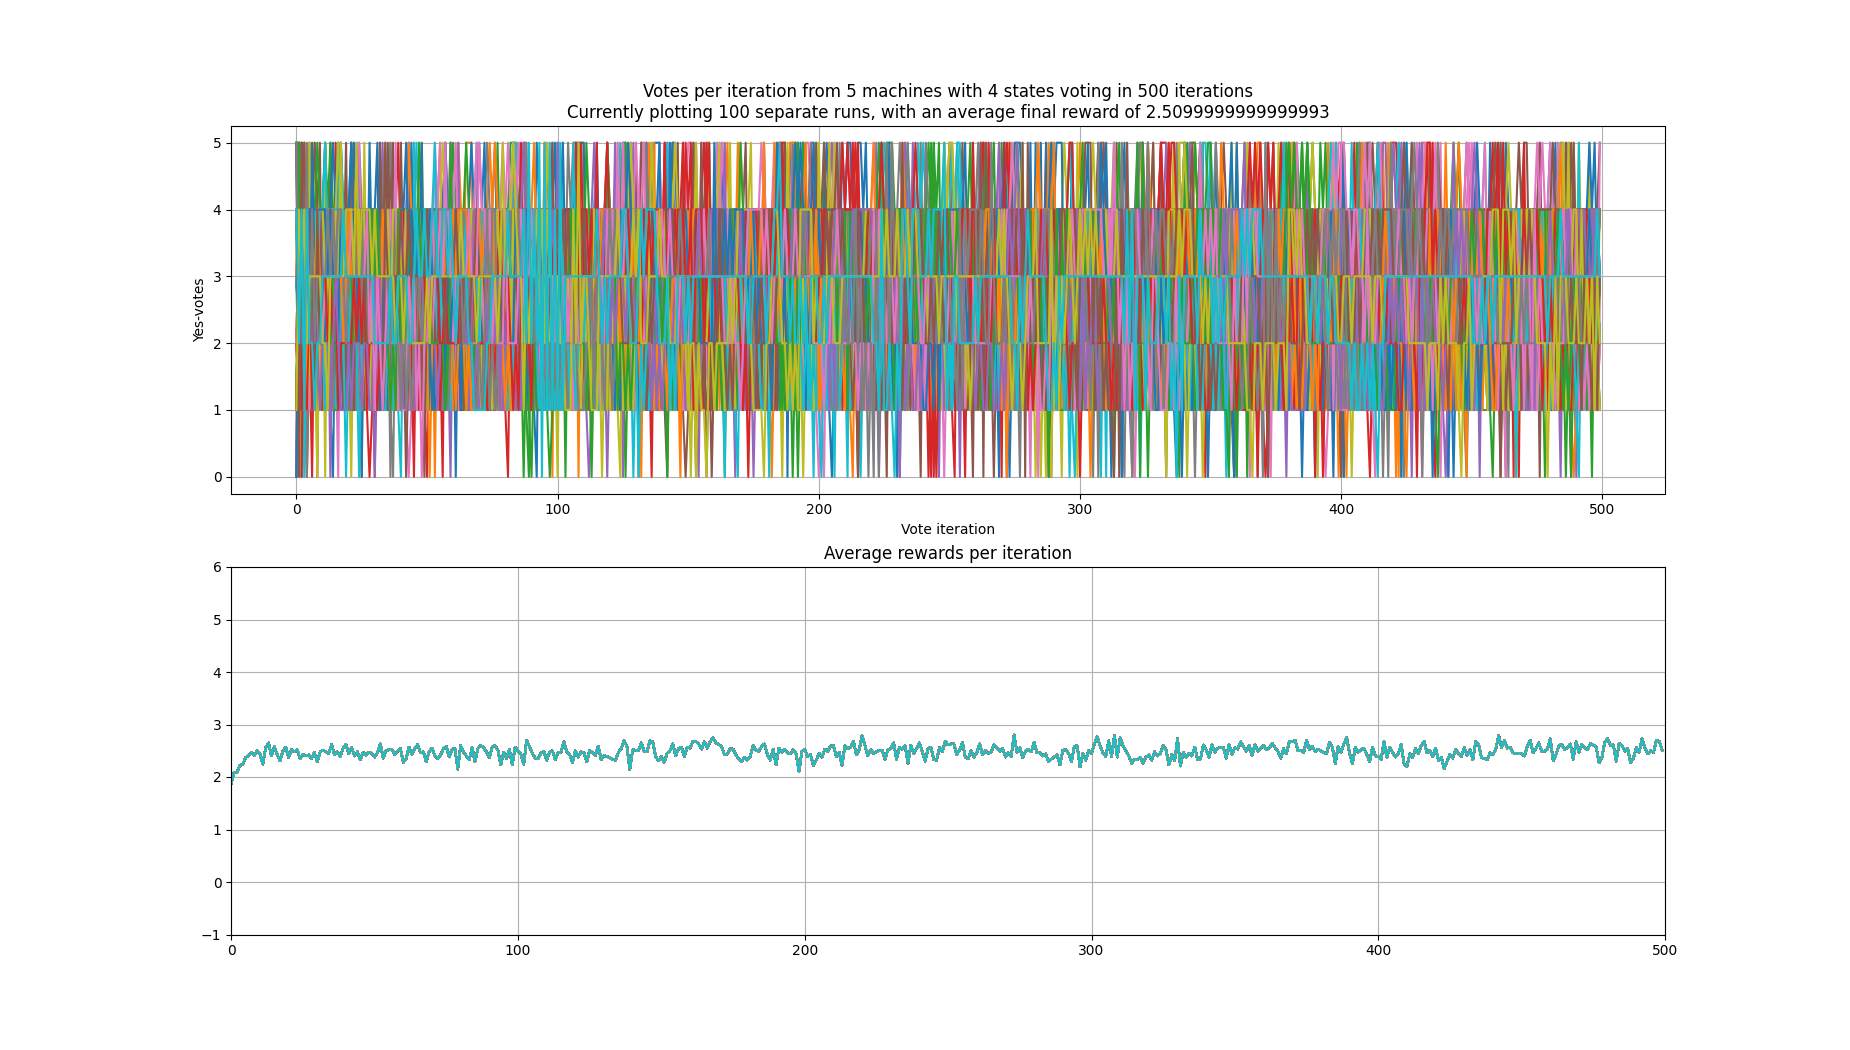 Votes per iteration from 5 machines with 4 states voting in 500 iterations
Currently plotting 100 separate runs, with an average final reward of 2.5099999999999993
5
4
3
2
1
0
Yes-votes
0 100 200 300 400 500
Vote iteration
Average rewards per iteration
6
5
4
3
2
1
0
−1
0 100 200 300 400 500